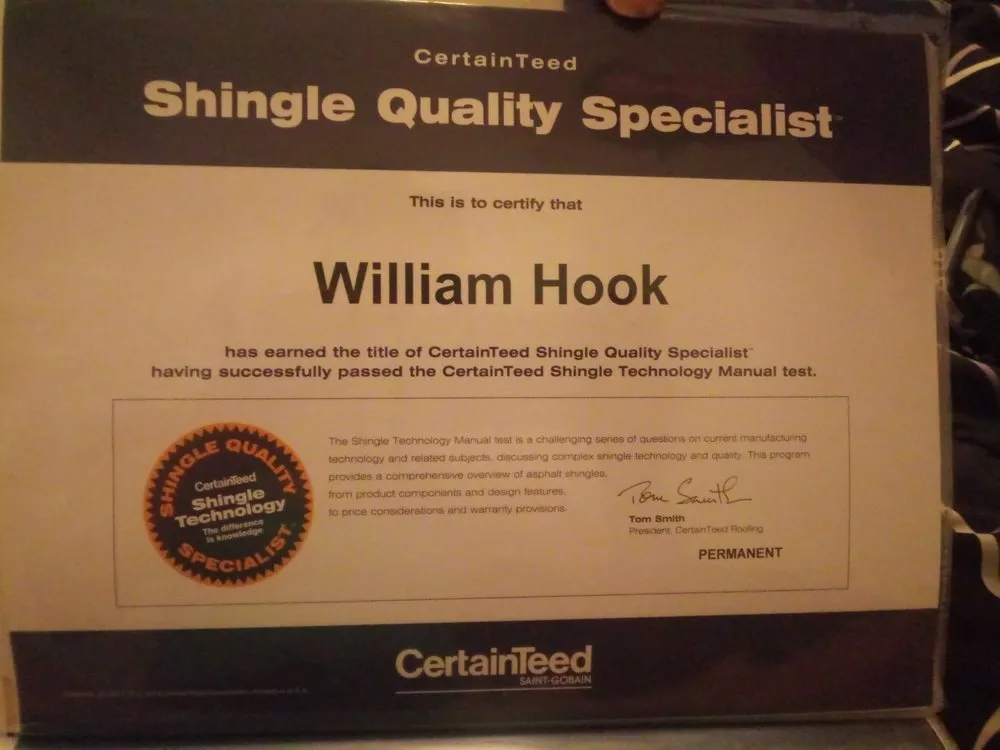 CertainTeed
Shingle Quality Specialist™
This is to certify that
William Hook
has earned the title of CertainTeed Shingle Quality Specialist™
having successfully passed the CertainTeed Shingle Technology Manual test.
SHINGLE QUALITY
CertainTeed
Shingle
Technology
The difference
is knowledge
SPECIALIST
The Shingle Technology Manual test is a challenging series of questions on current manufacturing
technology and related subjects, discussing complex shingle technology and quality. This program
provides a comprehensive overview of asphalt shingles,
from product components and design features,
to price considerations and warranty provisions.
Tom Smith
Tom Smith
President, CertainTeed Roofing
PERMANENT
CertainTeed
SAINT-GOBAIN